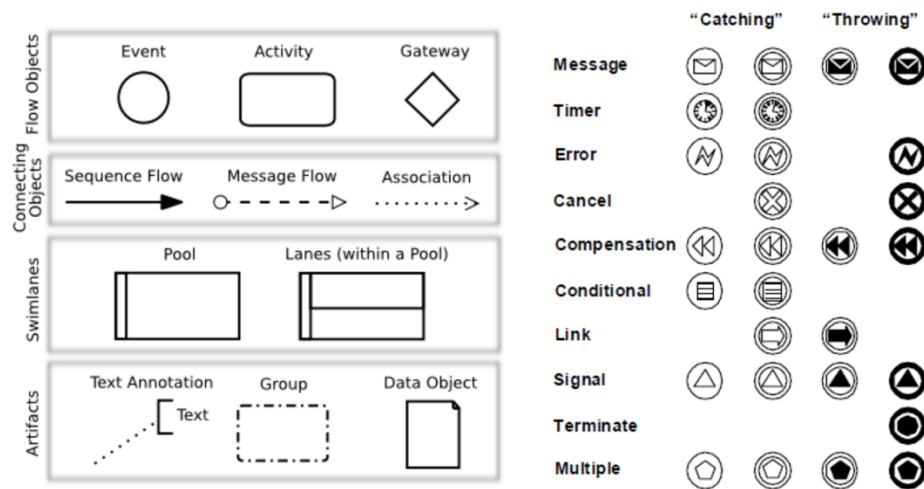 Flow Objects
Event Activity Gateway
Connecting
Objects
Sequence Flow Message Flow Association
Swimlanes
Pool Lanes (within a Pool)
Artifacts
Text Annotation Group Data Object
Text
“Catching” “Throwing”
Message
Timer
Error
Cancel
Compensation
Conditional
Link
Signal
Terminate
Multiple